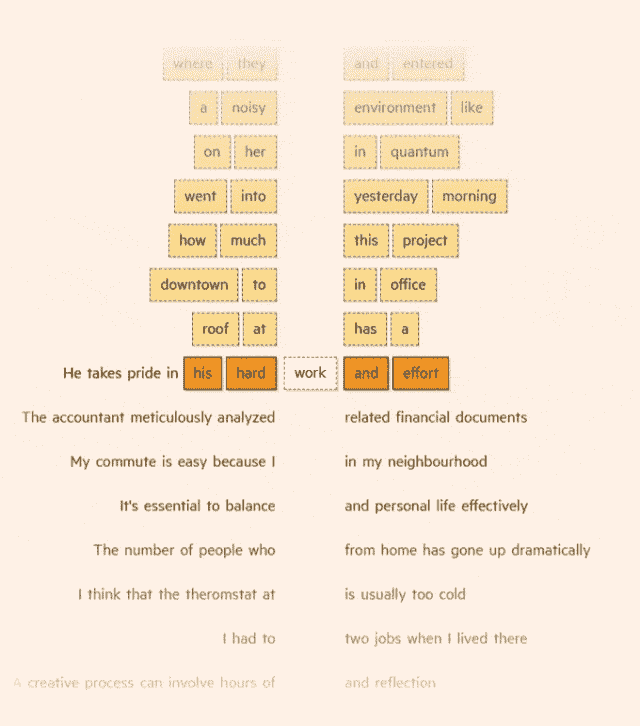 where they and entered
a noisy environment like
on her in quantum
went into yesterday morning
how much this project
downtown to in office
roof at has a
He takes pride in his hard work and effort
The accountant meticulously analyzed related financial documents
My commute is easy because I in my neighbourhood
It's essential to balance and personal life effectively
The number of people who from home has gone up dramatically
I think that the theromstat at is usually too cold
I had to two jobs when I lived there
A creative process can involve hours of and reflection